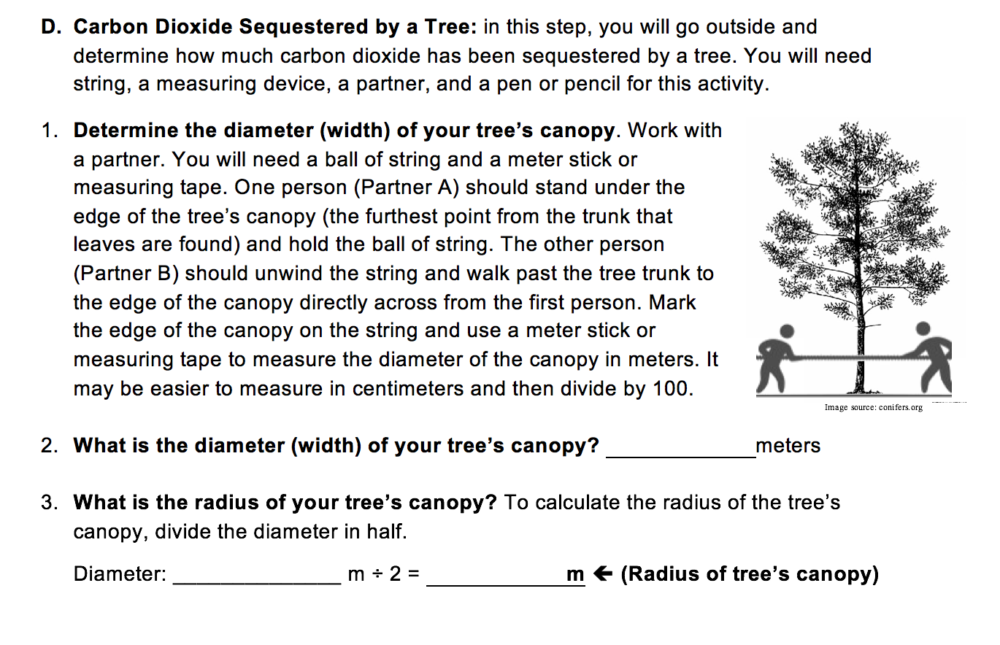 D. Carbon Dioxide Sequestered by a Tree: in this step, you will go outside and
determine how much carbon dioxide has been sequestered by a tree. You will need
string, a measuring device, a partner, and a pen or pencil for this activity.
1. Determine the diameter (width) of your tree’s canopy. Work with
a partner. You will need a ball of string and a meter stick or
measuring tape. One person (Partner A) should stand under the
edge of the tree’s canopy (the furthest point from the trunk that
leaves are found) and hold the ball of string. The other person
(Partner B) should unwind the string and walk past the tree trunk to
the edge of the canopy directly across from the first person. Mark
the edge of the canopy on the string and use a meter stick or
measuring tape to measure the diameter of the canopy in meters. It
may be easier to measure in centimeters and then divide by 100.
Image source: conifers.org
2. What is the diameter (width) of your tree’s canopy? ______________meters
3. What is the radius of your tree’s canopy? To calculate the radius of the tree’s
canopy, divide the diameter in half.
Diameter: ________________ m ÷ 2 = _____________m ← (Radius of tree’s canopy)